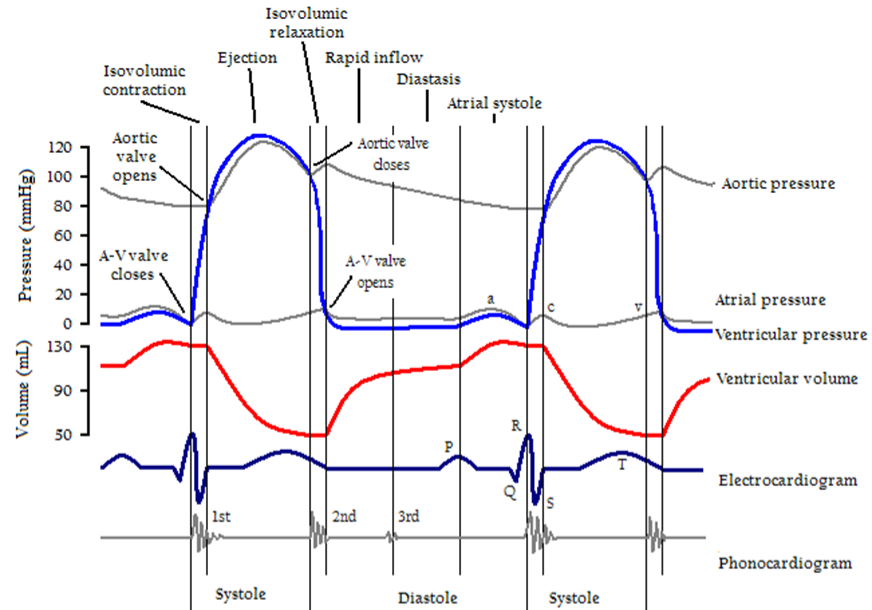 Isovolumic
relaxation
Ejection
Rapid inflow
Isovolumic
contraction
Diastasis
Atrial systole
Aortic
valve
opens
Aortic valve
closes
A-V valve
closes
A-V valve
opens
Pressure (mmHg)
120
100
80
60
40
20
0
a
c
v
Aortic pressure
Atrial pressure
Ventricular pressure
Volume (mL)
130
90
50
Ventricular volume
P
R
Q
S
T
Electrocardiogram
1st
2nd
3rd
Phonocardiogram
Systole
Diastole
Systole